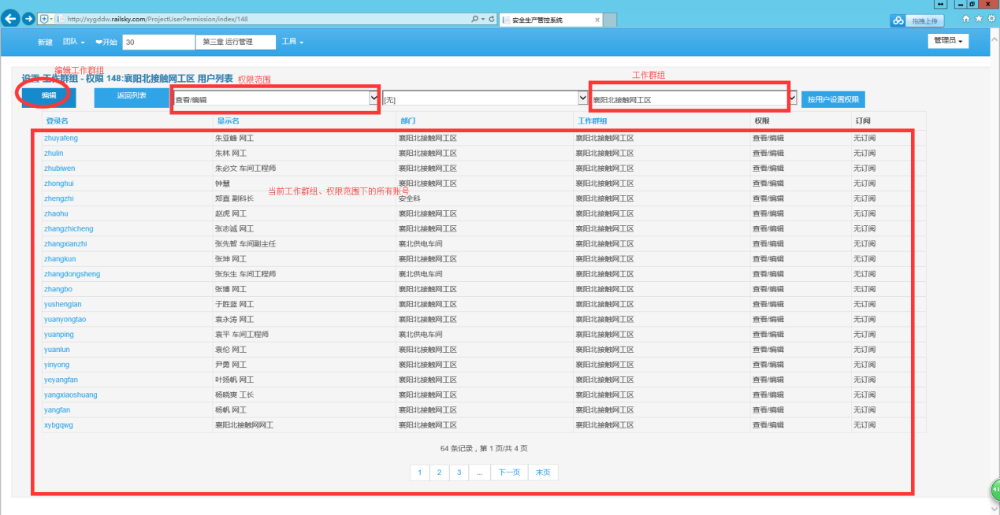 http://xygddw.railsky.com/ProjectUserPermission/index/148
安全生产管控系统
拖拽上传
新建 团队 ❤开始 30 第三章 运行管理 工具 管理员
编辑工作群组
设置 工作群组 - 权限 148:襄阳北接触网工区 用户列表 权限范围 工作群组
编辑 返回列表 查看/编辑 [无] 襄阳北接触网工区 按用户设置权限
登录名 显示名 部门 工作群组 权限 订阅
zhuyafeng 朱亚峰 网工 襄阳北接触网工区 襄阳北接触网工区 查看/编辑 无订阅
zhulin 朱林 网工 襄阳北接触网工区 襄阳北接触网工区 查看/编辑 无订阅
zhubiwen 朱必文 车间工程师 襄阳北接触网工区 襄阳北接触网工区 查看/编辑 无订阅
zhonghui 钟慧 襄阳北接触网工区 襄阳北接触网工区 查看/编辑 无订阅
当前工作群组、权限范围下的所有账号
zhengzhi 郑直 副科长 安全科 襄阳北接触网工区 查看/编辑 无订阅
zhaohu 赵虎 网工 襄阳北接触网工区 襄阳北接触网工区 查看/编辑 无订阅
zhangzhicheng 张志诚 网工 襄阳北接触网工区 襄阳北接触网工区 查看/编辑 无订阅
zhangxianzhi 张先智 车间副主任 襄北供电车间 襄阳北接触网工区 查看/编辑 无订阅
zhangkun 张坤 网工 襄阳北接触网工区 襄阳北接触网工区 查看/编辑 无订阅
zhangdongsheng 张东生 车间工程师 襄北供电车间 襄阳北接触网工区 查看/编辑 无订阅
zhangbo 张博 网工 襄阳北接触网工区 襄阳北接触网工区 查看/编辑 无订阅
yushenglan 于胜蓝 网工 襄阳北接触网工区 襄阳北接触网工区 查看/编辑 无订阅
yuanyongtao 袁永涛 网工 襄阳北接触网工区 襄阳北接触网工区 查看/编辑 无订阅
yuanping 袁平 车间工程师 襄北供电车间 襄阳北接触网工区 查看/编辑 无订阅
yuanlun 袁伦 网工 襄阳北接触网工区 襄阳北接触网工区 查看/编辑 无订阅
yinyong 尹勇 网工 襄阳北接触网工区 襄阳北接触网工区 查看/编辑 无订阅
yeyangfan 叶扬帆 网工 襄阳北接触网工区 襄阳北接触网工区 查看/编辑 无订阅
yangxiaoshuang 杨晓爽 工长 襄阳北接触网工区 襄阳北接触网工区 查看/编辑 无订阅
yangfan 杨帆 网工 襄阳北接触网工区 襄阳北接触网工区 查看/编辑 无订阅
xybgqwg 襄阳北接触网网工 襄阳北接触网工区 襄阳北接触网工区 查看/编辑 无订阅
64 条记录，第 1 页/共 4 页
1 2 3 ... 下一页 末页